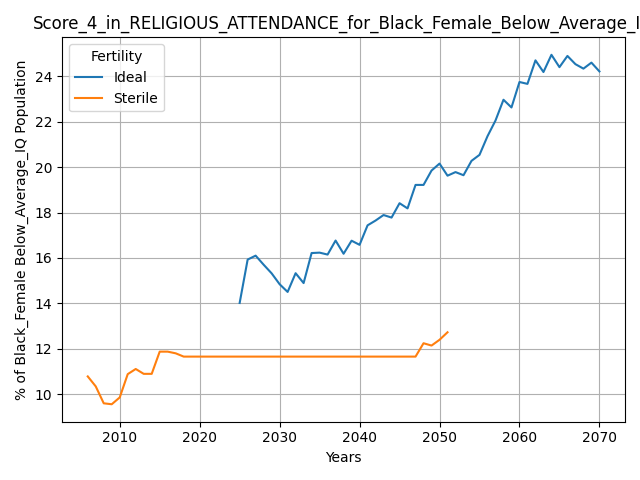 Score_4_in_RELIGIOUS_ATTENDANCE_for_Black_Female_Below_Average_I
Fertility
Ideal
Sterile
% of Black_Female Below_Average_IQ Population
24
22
20
18
16
14
12
10
2010 2020 2030 2040 2050 2060 2070
Years